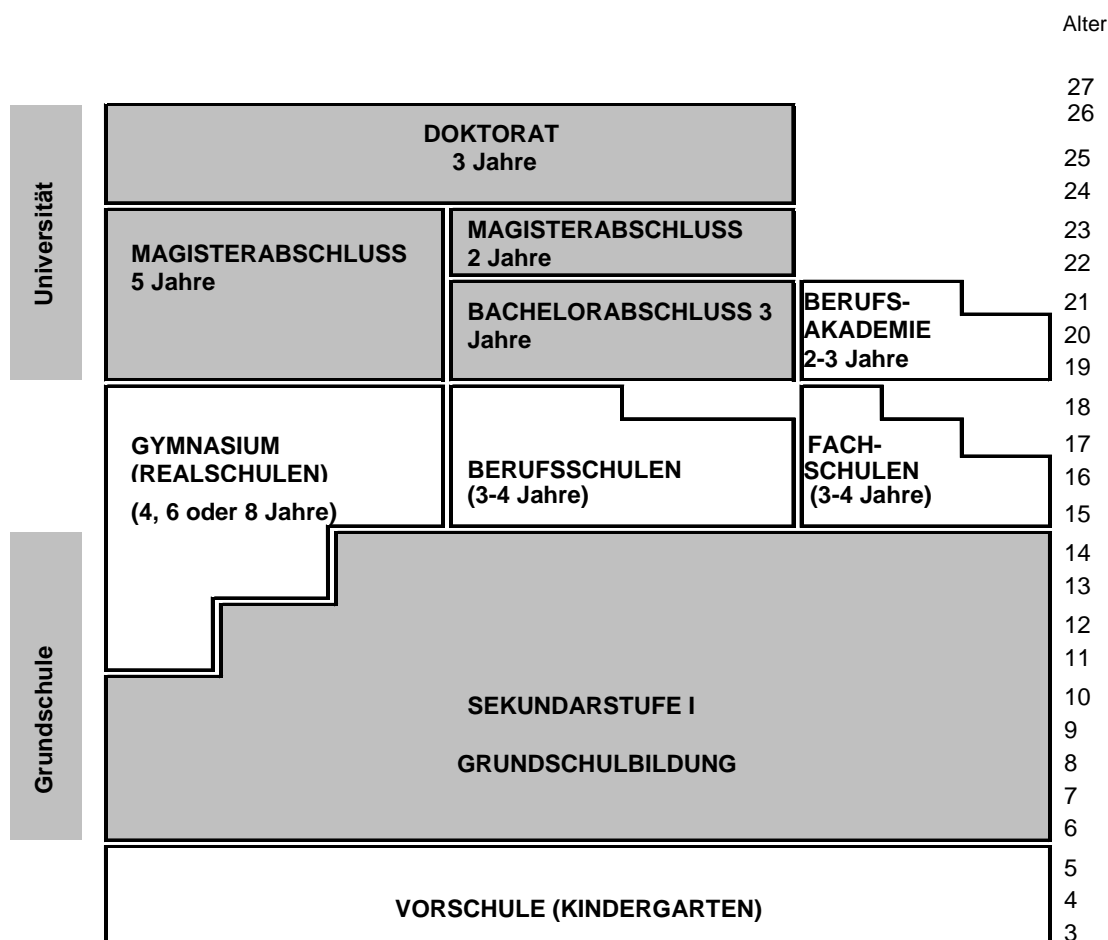 Alter
27
26
DOKTORAT
3 Jahre
25
24
Universität
MAGISTERABSCHLUSS
5 Jahre
MAGISTERABSCHLUSS
2 Jahre
23
22
BACHELORABSCHLUSS 3
Jahre
BERUFS-
AKADEMIE
2-3 Jahre
21
20
19
18
GYMNASIUM
(REALSCHULEN)
(4, 6 oder 8 Jahre)
BERUFSSCHULEN
(3-4 Jahre)
FACH-
SCHULEN
(3-4 Jahre)
17
16
15
14
13
12
11
Grundschule
SEKUNDARSTUFE I
GRUNDSCHULBILDUNG
10
9
8
7
6
5
VORSCHULE (KINDERGARTEN)
4
3